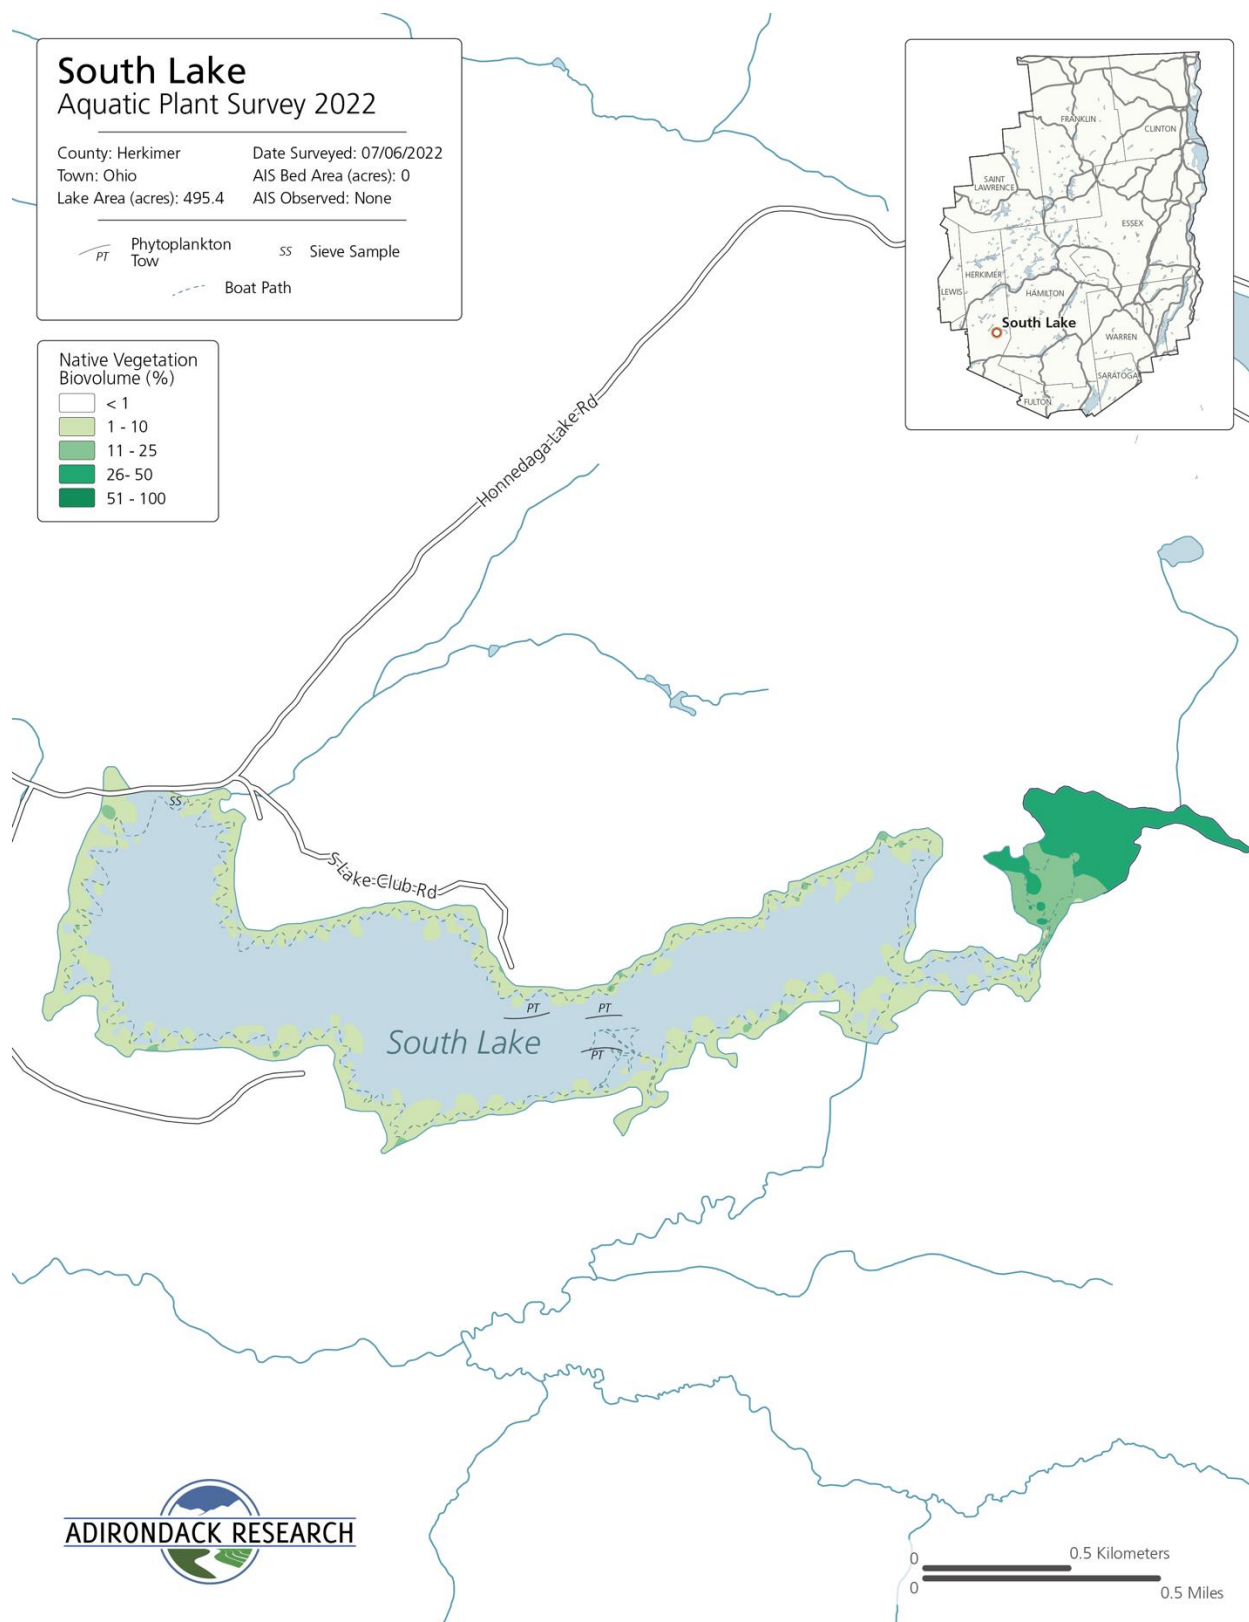 South Lake
Aquatic Plant Survey 2022
County: Herkimer
Date Surveyed: 07/06/2022
Town: Ohio
AIS Bed Area (acres): 0
Lake Area (acres): 495.4
AIS Observed: None
PT
Phytoplankton
Tow
SS
Sieve Sample
Boat Path
Native Vegetation
Biovolume (%)
< 1
1 - 10
11 - 25
26- 50
51 - 100
FRANKLIN
CLINTON
SAINT
LAWRENCE
ESSEX
HERKIMER
LEWIS
HAMILTON
South Lake
WARREN
SARATOGA
FULTON
Honnedaga Lake Rd
SS
S Lake Club Rd
PT
PT
South Lake
PT
ADIRONDACK RESEARCH
0
0.5 Kilometers
0
0.5 Miles